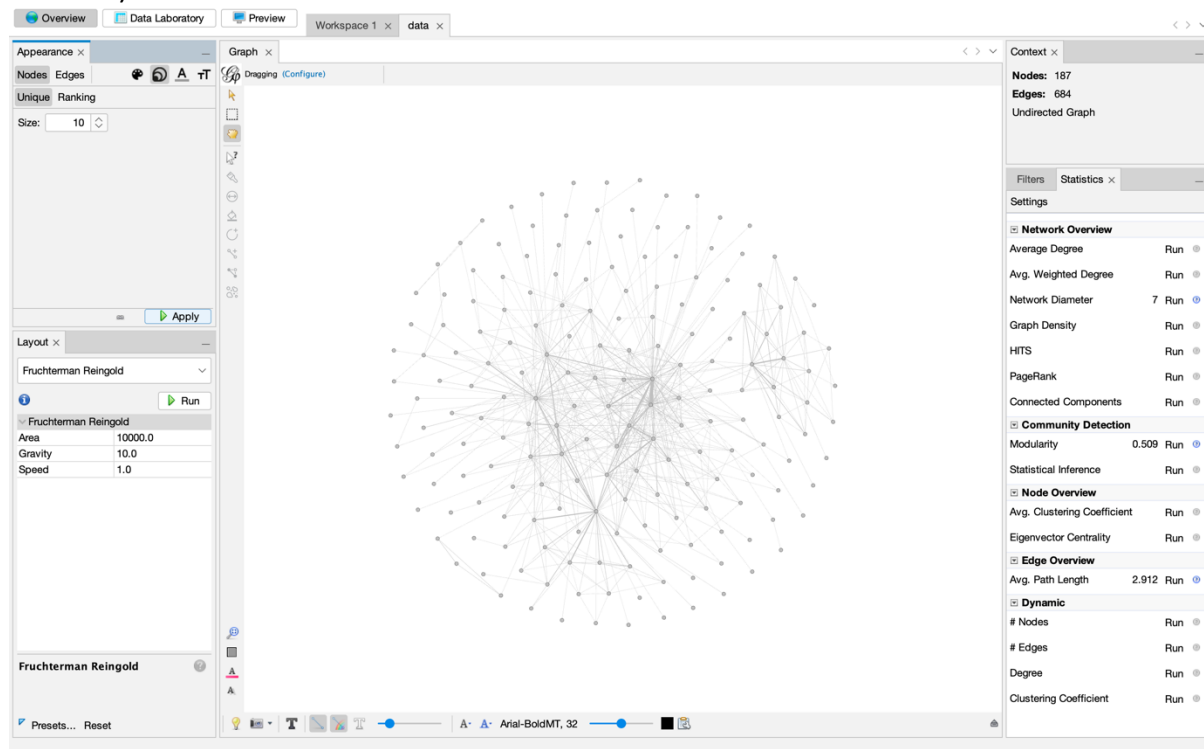 Overview Data Laboratory Preview Workspace 1 × data ×
Appearance ×
Nodes Edges
Unique Ranking
Size: 10
Apply
Layout ×
Fruchterman Reingold
Run
Fruchterman Reingold
Area 10000.0
Gravity 10.0
Speed 1.0
Fruchterman Reingold
Presets... Reset
Graph ×
Dragging (Configure)
A- A- Arial-BoldMT, 32
Context ×
Nodes: 187
Edges: 684
Undirected Graph
Filters Statistics ×
Settings
Network Overview
Average Degree Run
Avg. Weighted Degree Run
Network Diameter 7 Run
Graph Density Run
HITS Run
PageRank Run
Connected Components Run
Community Detection
Modularity 0.509 Run
Statistical Inference Run
Node Overview
Avg. Clustering Coefficient Run
Eigenvector Centrality Run
Edge Overview
Avg. Path Length 2.912 Run
Dynamic
# Nodes Run
# Edges Run
Degree Run
Clustering Coefficient Run